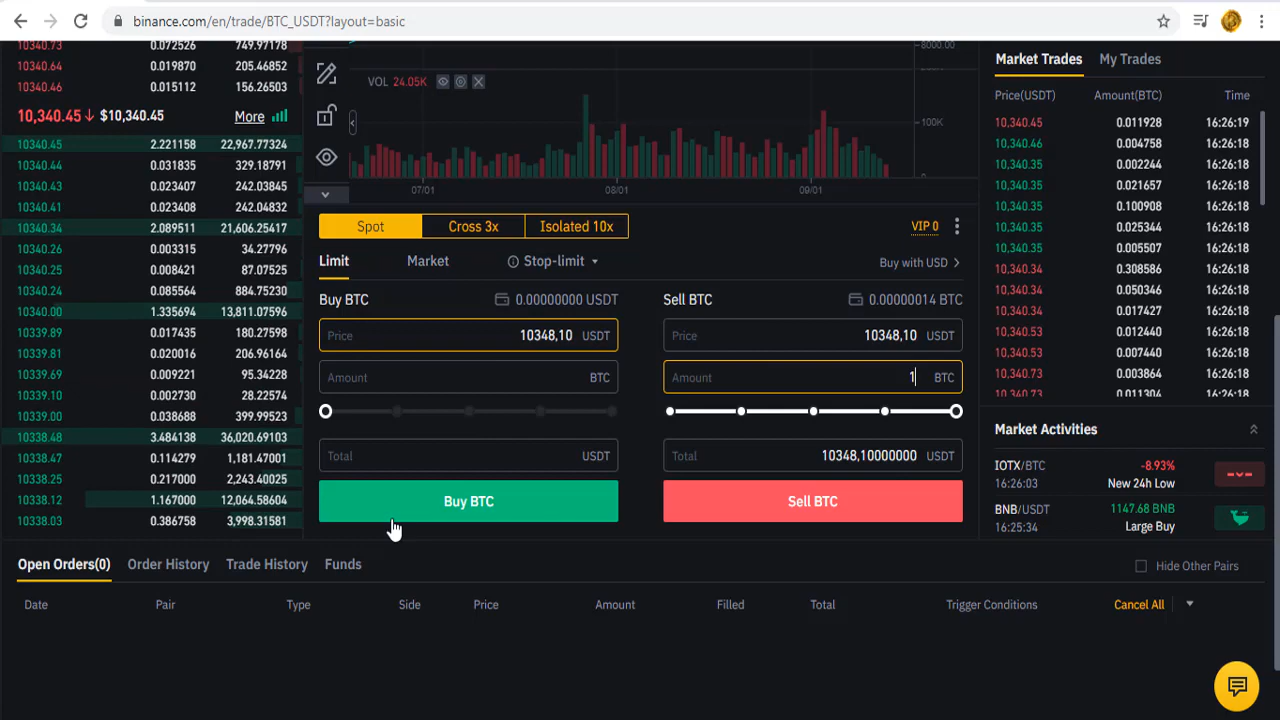 binance.com/en/trade/BTC_USDT?layout=basic
10340.73 0.072526 749.97178
10340.64 0.019870 205.46852
10340.46 0.015112 156.26503
10,340.45↓ $10,340.45 More
10340.45 2.221158 22,967.77324
10340.44 0.031835 329.18791
10340.43 0.023407 242.03845
10340.41 0.023408 242.04832
10340.34 2.089511 21,606.25417
10340.26 0.003315 34.27796
10340.25 0.008421 87.07525
10340.24 0.085564 884.75230
10340.00 1.335694 13,811.07596
10339.89 0.017435 180.27598
10339.81 0.020016 206.96164
10339.69 0.009221 95.34428
10339.10 0.002730 28.22574
10339.00 0.038688 399.99523
10338.48 3.484138 36,020.69103
10338.47 0.114279 1,181.47001
10338.25 0.217000 2,243.40025
10338.12 1.167000 12,064.58604
10338.03 0.386758 3,998.31581
8000.00
VOL 24.05K
100K
0
07/01 08/01 09/01
Spot Cross 3x Isolated 10x VIP 0
Limit Market Stop-limit Buy with USD
Buy BTC 0.00000000 USDT
Price 10348,10 USDT
Amount BTC
Total USDT
Buy BTC
Sell BTC 0.00000014 BTC
Price 10348,10 USDT
Amount 1 BTC
Total 10348,10000000 USDT
Sell BTC
Market Trades My Trades
Price(USDT) Amount(BTC) Time
10,340.45 0.011928 16:26:19
10,340.46 0.004758 16:26:18
10,340.35 0.002244 16:26:18
10,340.35 0.021657 16:26:18
10,340.35 0.100908 16:26:18
10,340.35 0.025344 16:26:18
10,340.35 0.005507 16:26:18
10,340.34 0.308586 16:26:18
10,340.34 0.050346 16:26:18
10,340.34 0.017427 16:26:18
10,340.53 0.012440 16:26:18
10,340.53 0.007440 16:26:18
10,340.73 0.003864 16:26:18
10,340.73 0.011304 16:26:18
Market Activities
IOTX/BTC -8.93%
16:26:03 New 24h Low
BNB/USDT 1147.68 BNB
16:25:34 Large Buy
Open Orders(0) Order History Trade History Funds Hide Other Pairs
Date Pair Type Side Price Amount Filled Total Trigger Conditions Cancel All